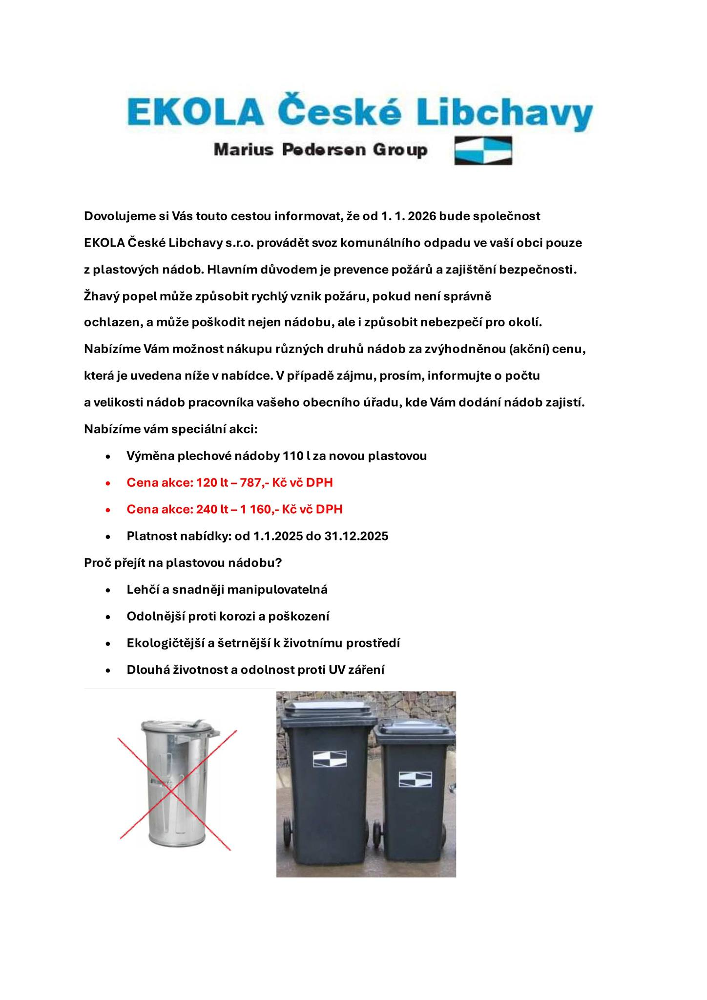 EKOLA České Libchavy
Marius Pedersen Group
Dovolujeme si Vás touto cestou informovat, že od 1. 1. 2026 bude společnost
EKOLA České Libchavy s.r.o. provádět svoz komunálního odpadu ve vaší obci pouze
z plastových nádob. Hlavním důvodem je prevence požárů a zajištění bezpečnosti.
Žhavý popel může způsobit rychlý vznik požáru, pokud není správně
ochlazen, a může poškodit nejen nádobu, ale i způsobit nebezpečí pro okolí.
Nabízíme Vám možnost nákupu různých druhů nádob za zvýhodněnou (akční) cenu,
která je uvedena níže v nabídce. V případě zájmu, prosím, informujte o počtu
a velikosti nádob pracovníka vašeho obecního úřadu, kde Vám dodání nádob zajistí.
Nabízíme vám speciální akci:
• Výměna plechové nádoby 110 l za novou plastovou
• Cena akce: 120 lt – 787,- Kč vč DPH
• Cena akce: 240 lt – 1 160,- Kč vč DPH
• Platnost nabídky: od 1.1.2025 do 31.12.2025
Proč přejít na plastovou nádobu?
• Lehčí a snadněji manipulovatelná
• Odolnější proti korozi a poškození
• Ekologičtější a šetrnější k životnímu prostředí
• Dlouhá životnost a odolnost proti UV záření